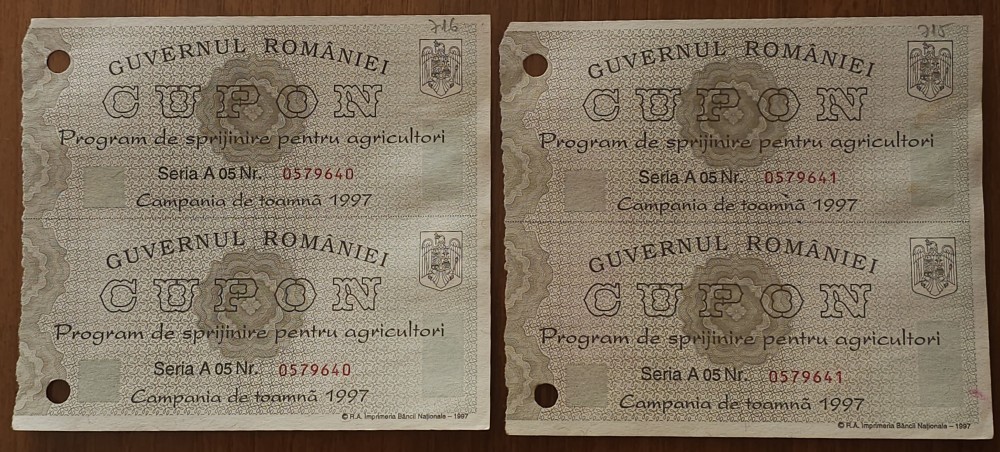 716
GUVERNUL ROMÂNIEI
CUPON
Program de sprijinire pentru agricultori
Seria A 05 Nr. 0579640
Campania de toamnă 1997
GUVERNUL ROMÂNIEI
CUPON
Program de sprijinire pentru agricultori
Seria A 05 Nr. 0579640
Campania de toamnă 1997
© R.A. Imprimeria Băncii Naţionale – 1997
715
GUVERNUL ROMÂNIEI
CUPON
Program de sprijinire pentru agricultori
Seria A 05 Nr. 0579641
Campania de toamnă 1997
GUVERNUL ROMÂNIEI
CUPON
Program de sprijinire pentru agricultori
Seria A 05 Nr. 0579641
Campania de toamnă 1997
© R.A. Imprimeria Băncii Naţionale – 1997